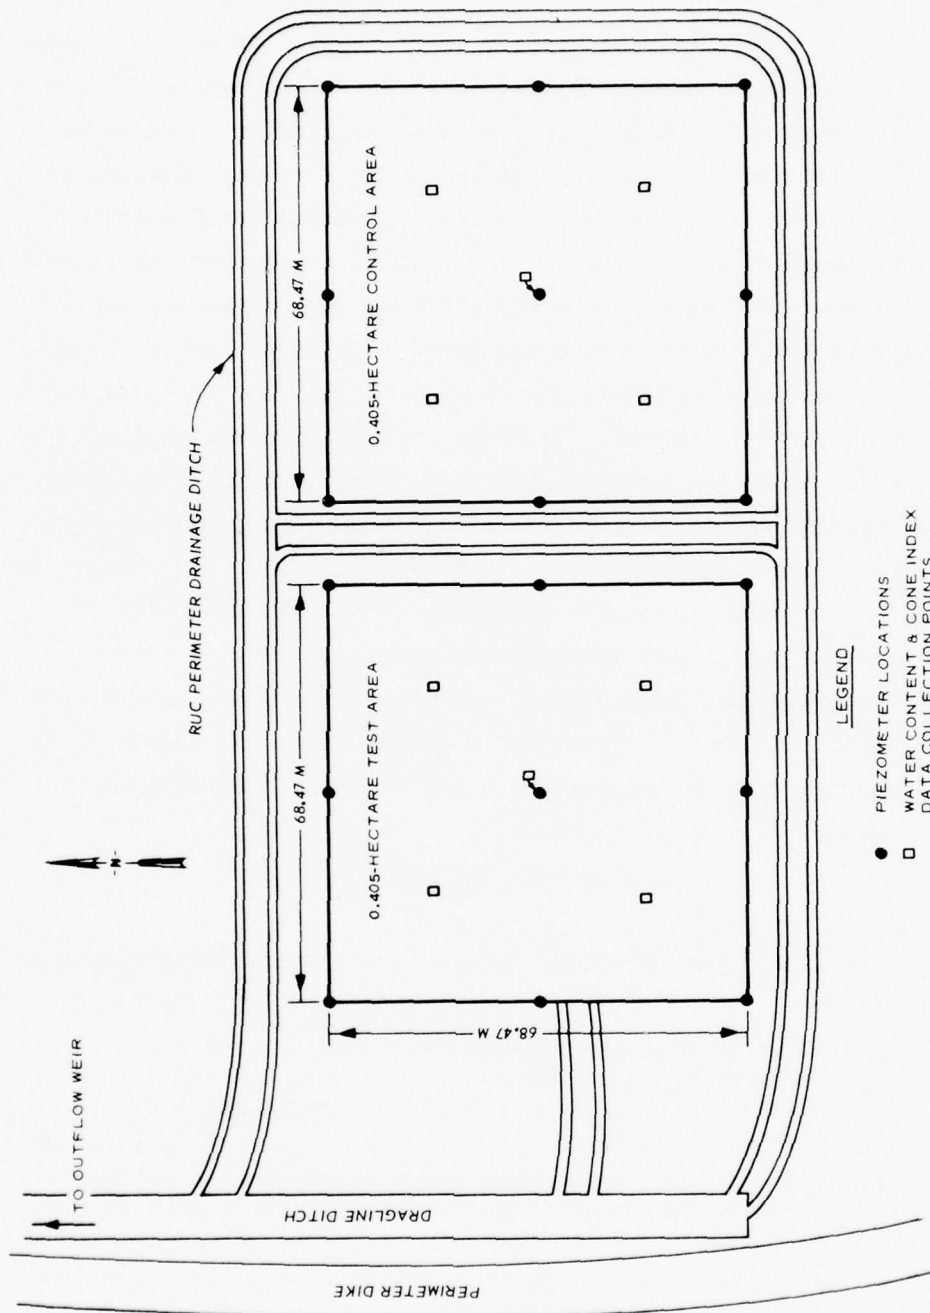 TO OUTFLOW WEIR
RUC PERIMETER DRAINAGE DITCH
68.47 M
68.47 M
0.405-HECTARE TEST AREA
0.405-HECTARE CONTROL AREA
68.47 M
N
DRAGLINE DITCH
PERIMETER DIKE
LEGEND
PIEZOMETER LOCATIONS
WATER CONTENT & CONE INDEX
DATA COLLECTION POINTS